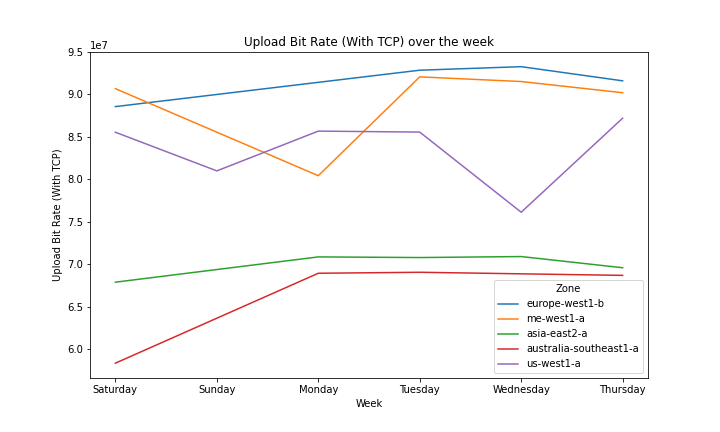 Upload Bit Rate (With TCP) over the week
1e7
9.5
9.0
8.5
8.0
7.5
7.0
6.5
6.0
Upload Bit Rate (With TCP)
Zone
europe-west1-b
me-west1-a
asia-east2-a
australia-southeast1-a
us-west1-a
Saturday Sunday Monday Tuesday Wednesday Thursday
Week